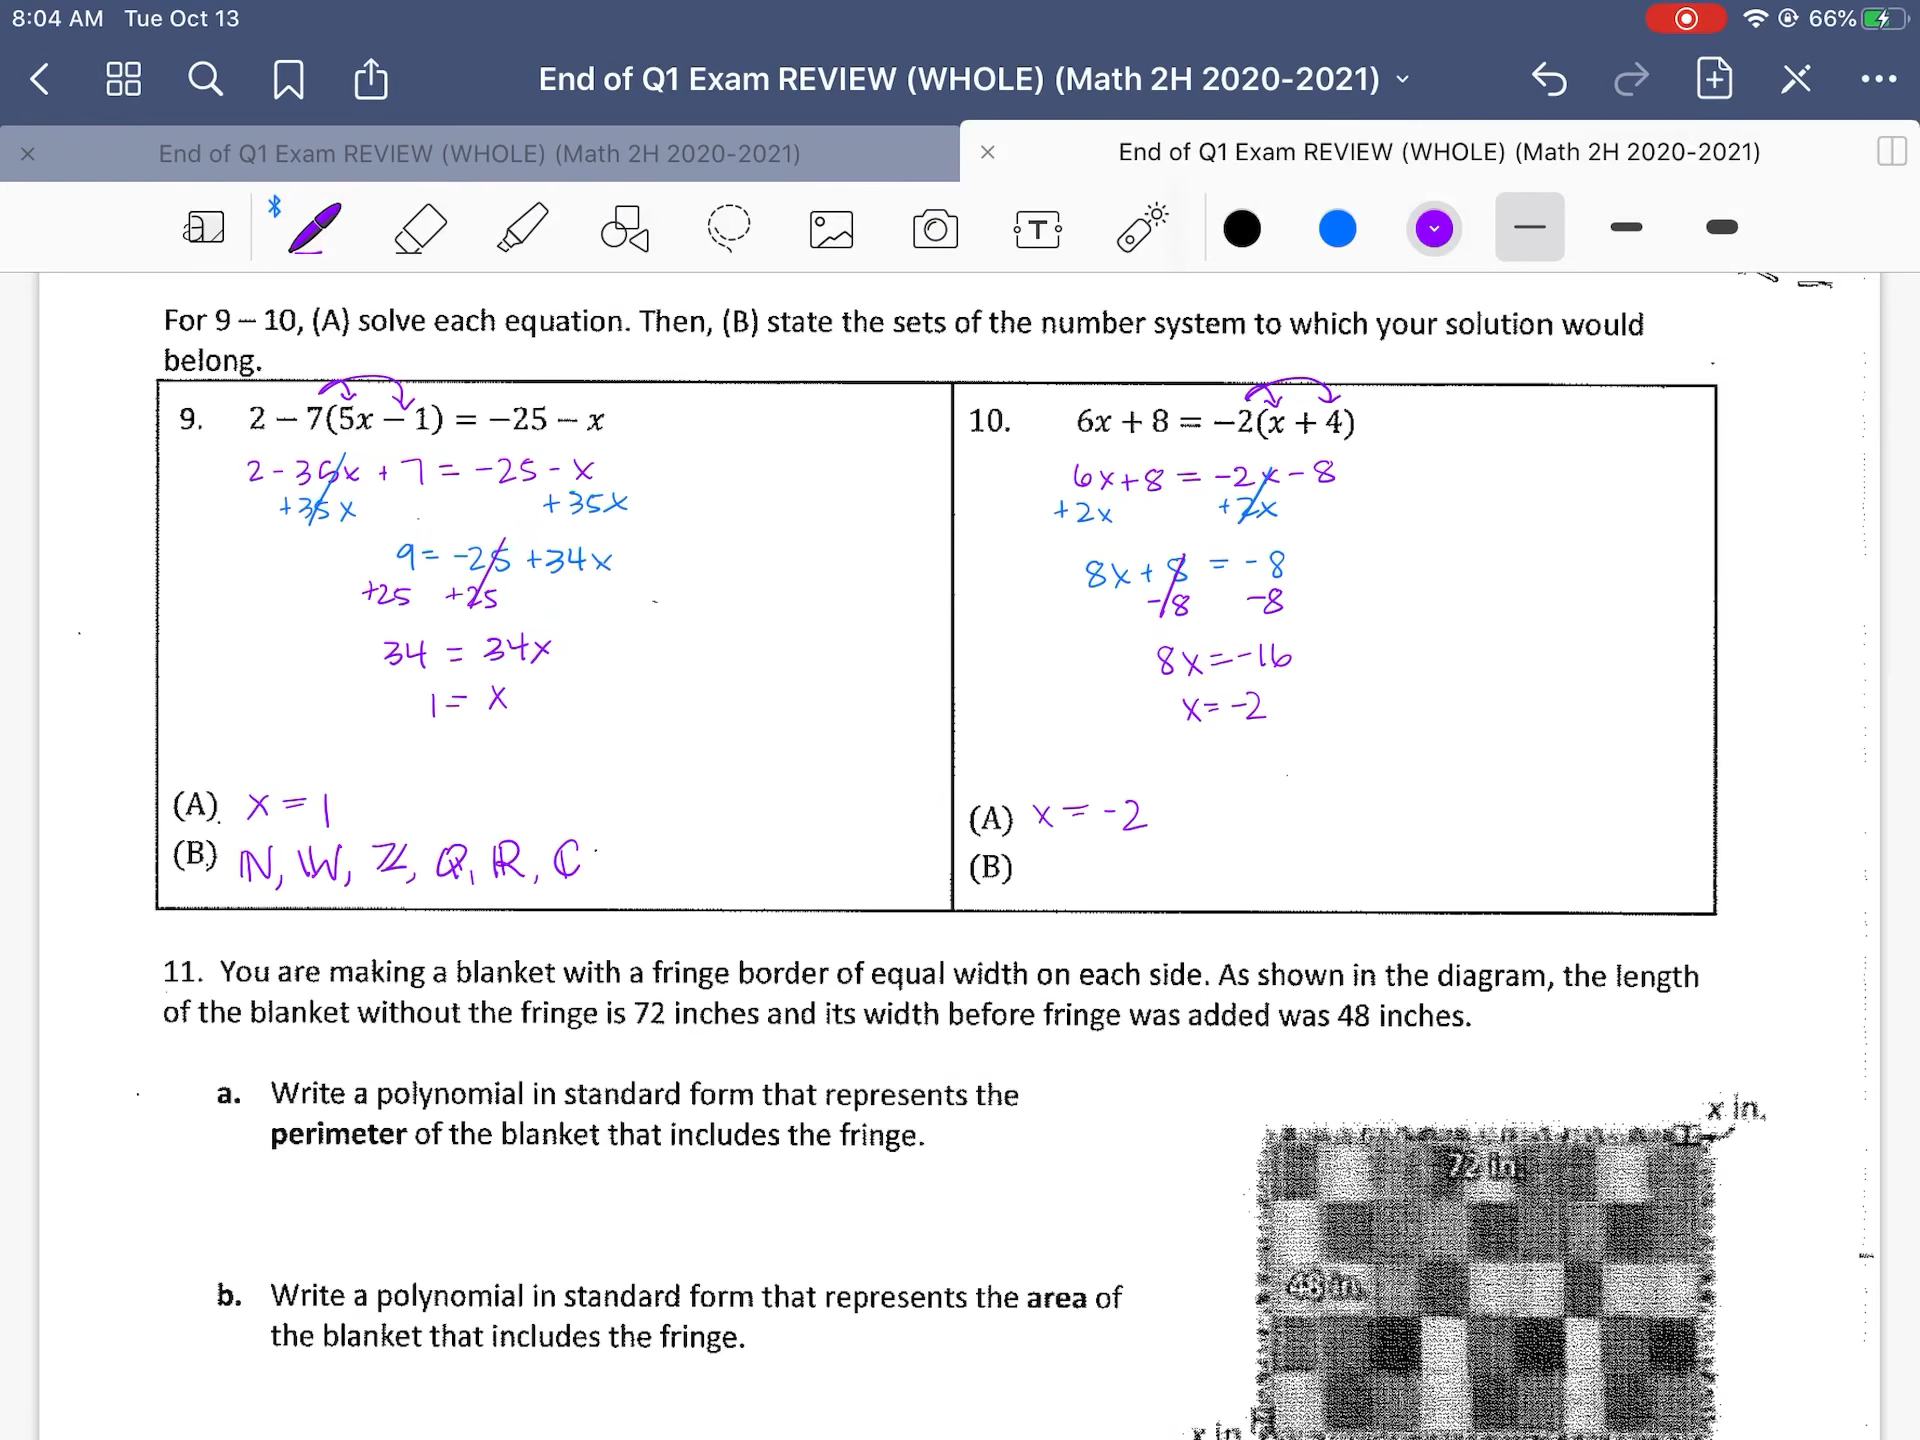 8:04 AM Tue Oct 13
66%
End of Q1 Exam REVIEW (WHOLE) (Math 2H 2020-2021)
End of Q1 Exam REVIEW (WHOLE) (Math 2H 2020-2021)
End of Q1 Exam REVIEW (WHOLE) (Math 2H 2020-2021)
T
For 9 – 10, (A) solve each equation. Then, (B) state the sets of the number system to which your solution would
belong.
9. 2 – 7(5x – 1) = –25 – x
2 - 35x + 7 = -25 - x
+35x +35x
9 = -25 + 34x
+25 +25
34 = 34x
1 = x
(A) x = 1
(B) ℕ, 𝕎, ℤ, ℚ, ℝ, ℂ
10. 6x + 8 = –2(x + 4)
6x+8 = -2x - 8
+2x +2x
8x + 8 = -8
-8 -8
8x = -16
x = -2
(A) x = -2
(B)
11. You are making a blanket with a fringe border of equal width on each side. As shown in the diagram, the length
of the blanket without the fringe is 72 inches and its width before fringe was added was 48 inches.
a. Write a polynomial in standard form that represents the
perimeter of the blanket that includes the fringe.
b. Write a polynomial in standard form that represents the area of
the blanket that includes the fringe.
x in.
72 in.
48 in.
x in